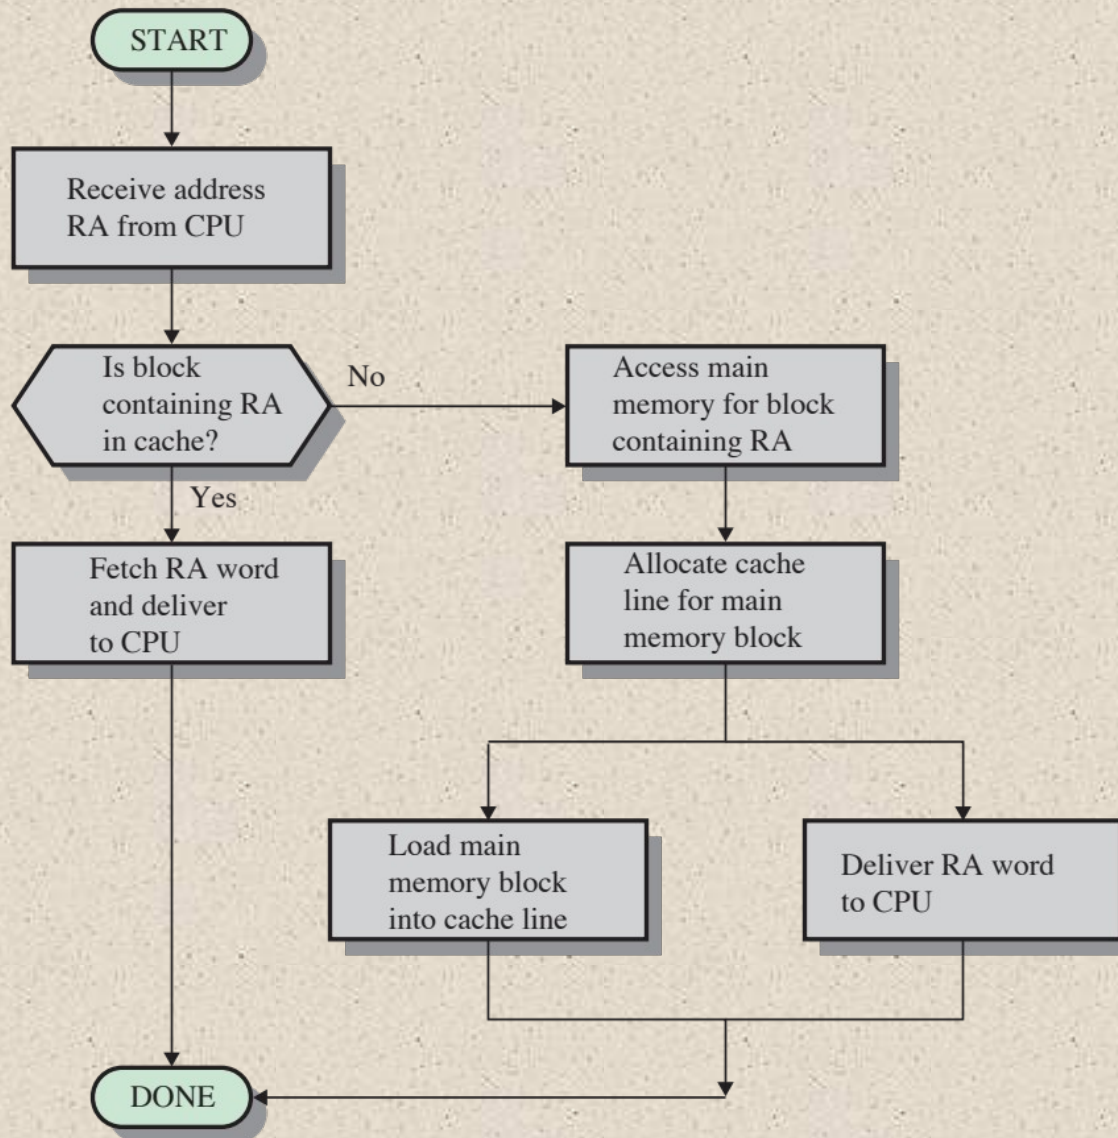 START
Receive address
RA from CPU
Is block
containing RA
in cache?
No
Yes
Access main
memory for block
containing RA
Fetch RA word
and deliver
to CPU
Allocate cache
line for main
memory block
Load main
memory block
into cache line
Deliver RA word
to CPU
DONE